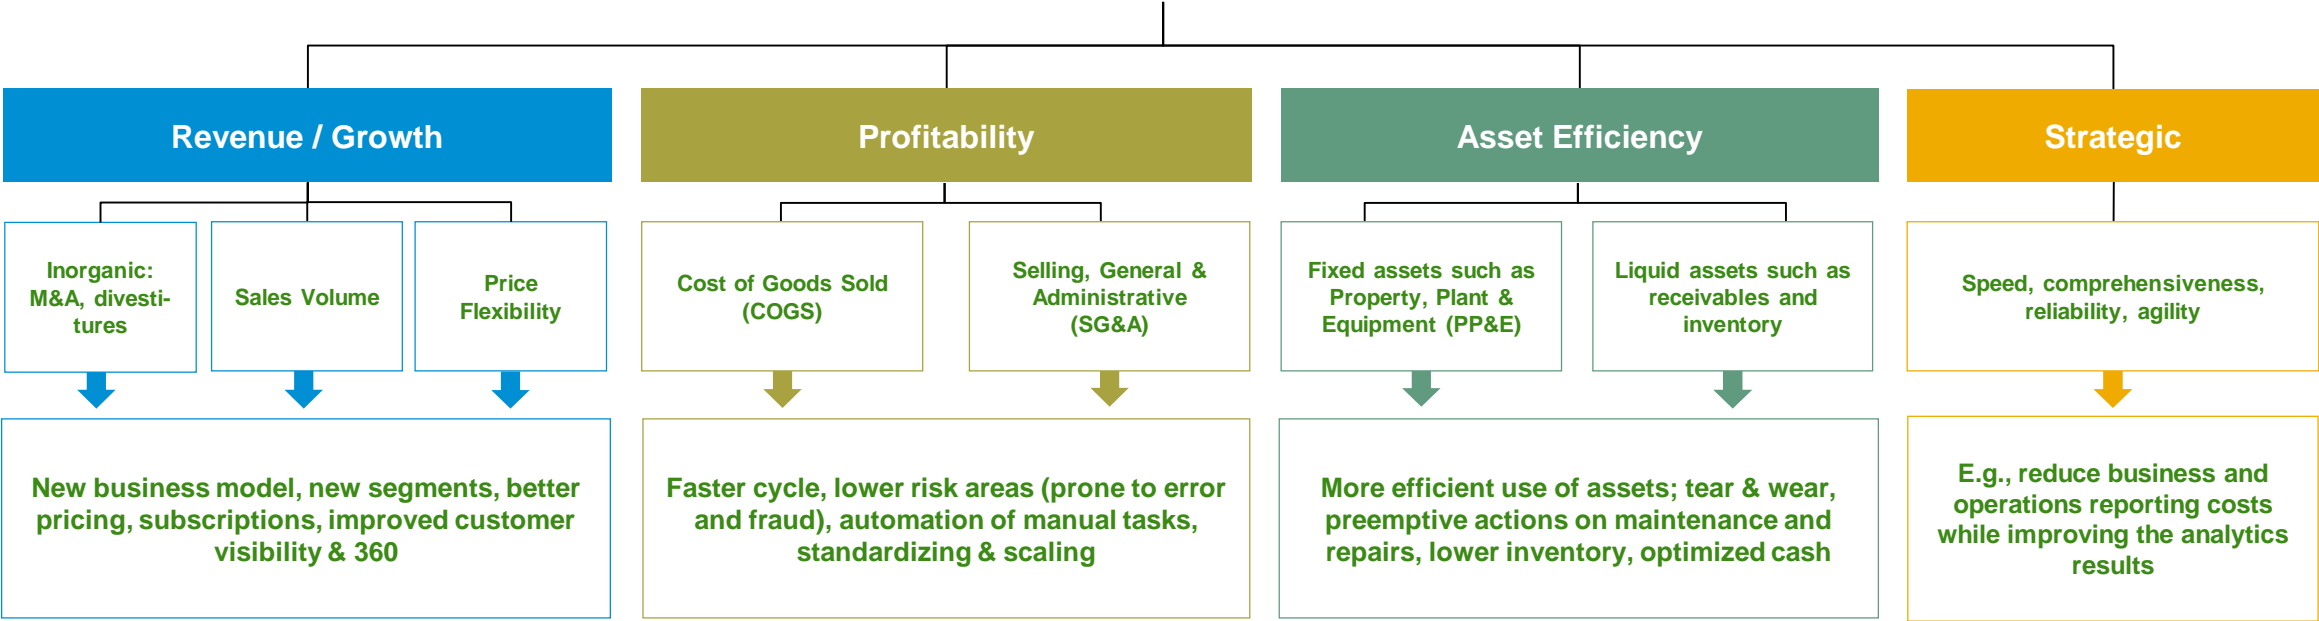 Revenue / Growth
Profitability
Asset Efficiency
Strategic
Inorganic:
M&A, divesti-
tures
Sales Volume
Price
Flexibility
Cost of Goods Sold
(COGS)
Selling, General &
Administrative
(SG&A)
Fixed assets such as
Property, Plant &
Equipment (PP&E)
Liquid assets such as
receivables and
inventory
Speed, comprehensiveness,
reliability, agility
New business model, new segments, better
pricing, subscriptions, improved customer
visibility & 360
Faster cycle, lower risk areas (prone to error
and fraud), automation of manual tasks,
standardizing & scaling
More efficient use of assets; tear & wear,
preemptive actions on maintenance and
repairs, lower inventory, optimized cash
E.g., reduce business and
operations reporting costs
while improving the analytics
results